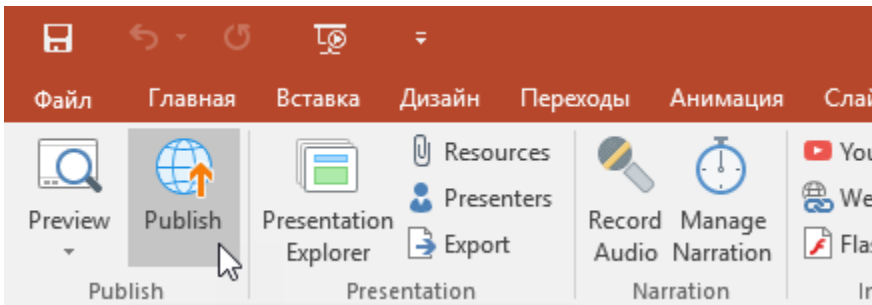 Файл Главная Вставка Дизайн Переходы Анимация
Preview
Publish
Presentation
Explorer
Resources
Presenters
Export
Record
Audio
Manage
Narration
Publish
Presentation
Narration